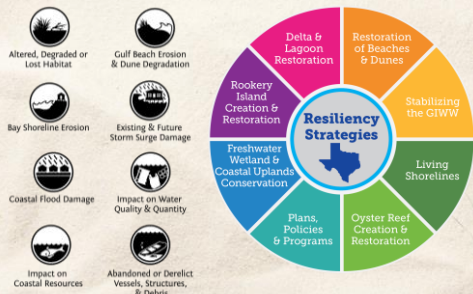 Altered, Degraded or
Lost Habitat
Gulf Beach Erosion
& Dune Degradation
Bay Shoreline Erosion
Existing & Future
Storm Surge Damage
Coastal Flood Damage
Impact on Water
Quality & Quantity
Impact on
Coastal Resources
Abandoned or Derelict
Vessels, Structures,
& Debris
Resiliency
Strategies
Delta &
Lagoon
Restoration
Restoration
of Beaches
& Dunes
Stabilizing
the GIWW
Living
Shorelines
Oyster Reef
Creation &
Restoration
Plans,
Policies
& Programs
Freshwater
Wetland &
Coastal Uplands
Conservation
Rookery
Island
Creation &
Restoration